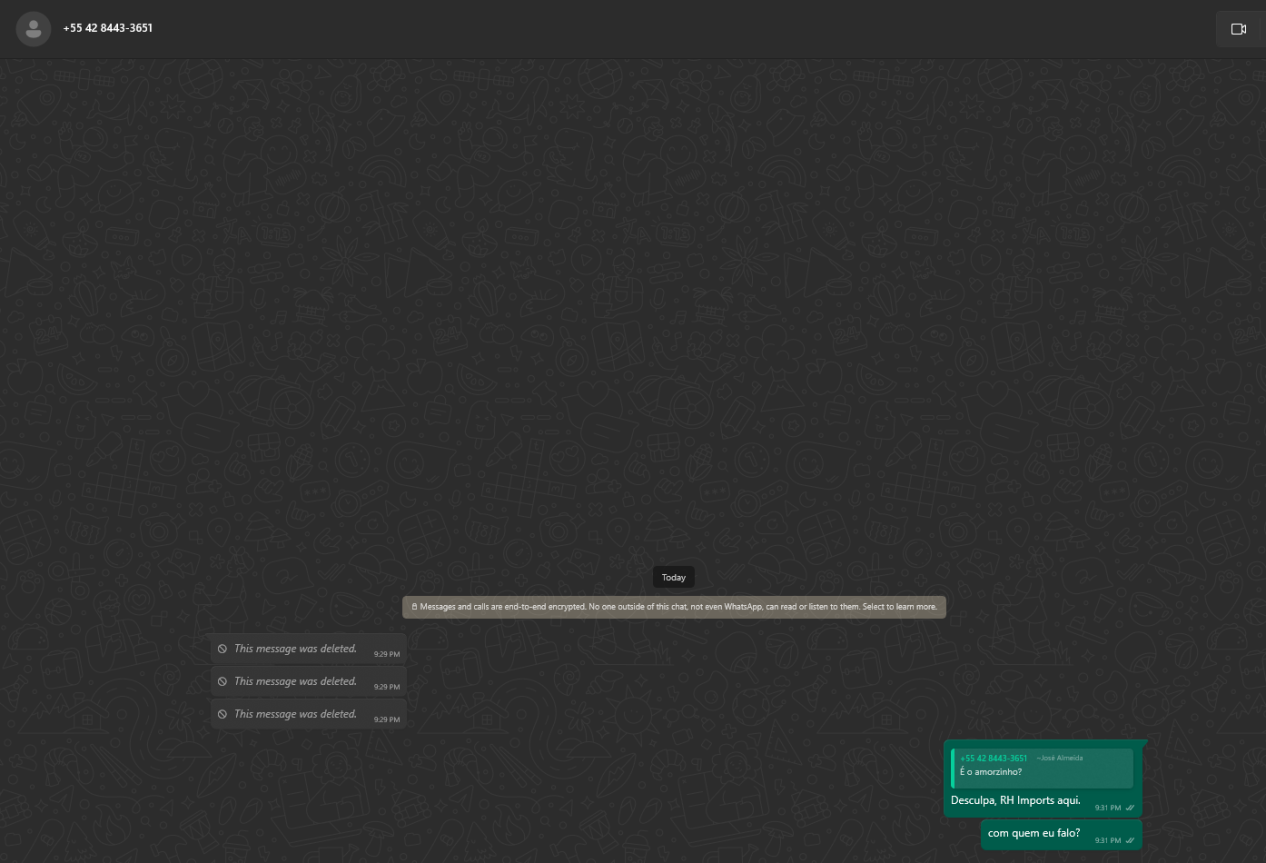 +55 42 8443-3651
Today
Messages and calls are end-to-end encrypted. No one outside of this chat, not even WhatsApp, can read or listen to them. Select to learn more.
This message was deleted. 9:29 PM
This message was deleted. 9:29 PM
This message was deleted. 9:29 PM
+55 42 8443-3651 ~José Almeida
É o amorzinho?
Desculpa, RH Imports aqui. 9:31 PM
com quem eu falo? 9:31 PM